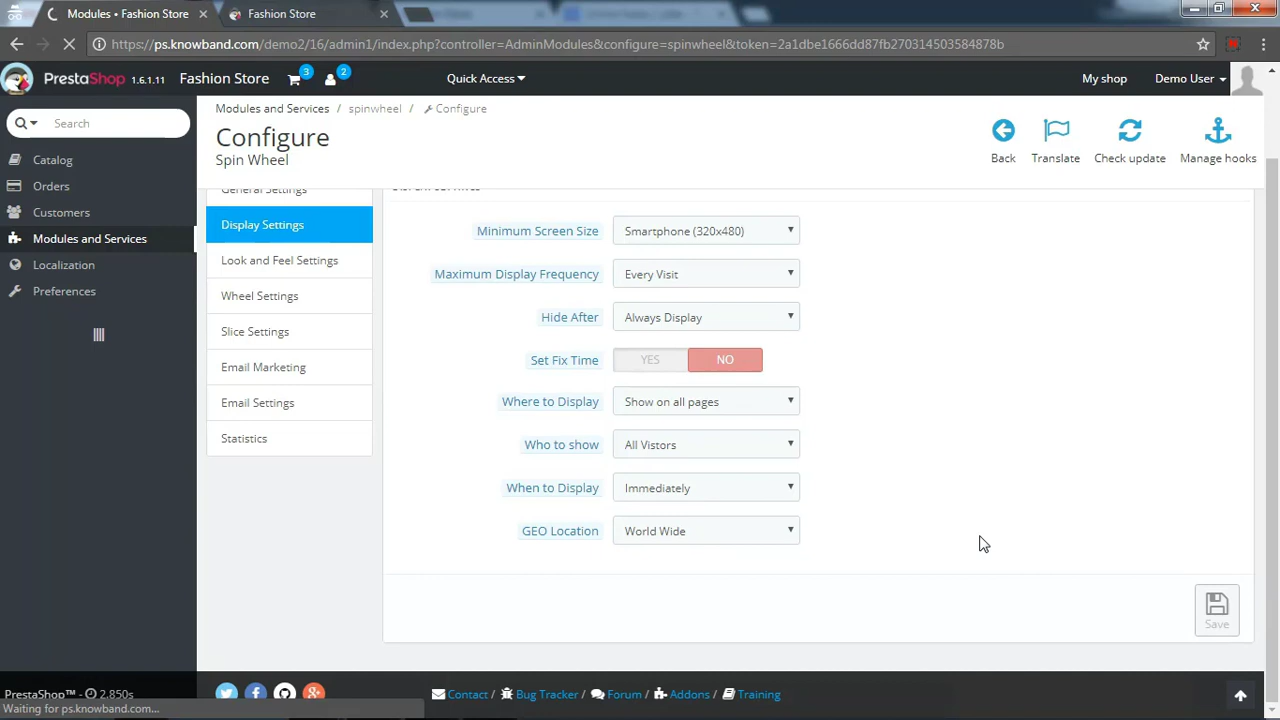 Modules • Fashion Store
Fashion Store
https://ps.knowband.com/demo2/16/admin1/index.php?controller=AdminModules&configure=spinwheel&token=2a1dbe1666dd87fb270314503584878b
PrestaShop 1.6.1.11 Fashion Store 3 2 Quick Access My shop Demo User
Search
Catalog
Orders
Customers
Modules and Services
Localization
Preferences
Modules and Services / spinwheel / Configure
Configure
Spin Wheel
Back Translate Check update Manage hooks
General Settings
Display Settings
Look and Feel Settings
Wheel Settings
Slice Settings
Email Marketing
Email Settings
Statistics
Minimum Screen Size Smartphone (320x480)
Maximum Display Frequency Every Visit
Hide After Always Display
Set Fix Time YES NO
Where to Display Show on all pages
Who to show All Vistors
When to Display Immediately
GEO Location World Wide
Save
PrestaShop™ - 2.850s
Contact / Bug Tracker / Forum / Addons / Training
Waiting for ps.knowband.com...